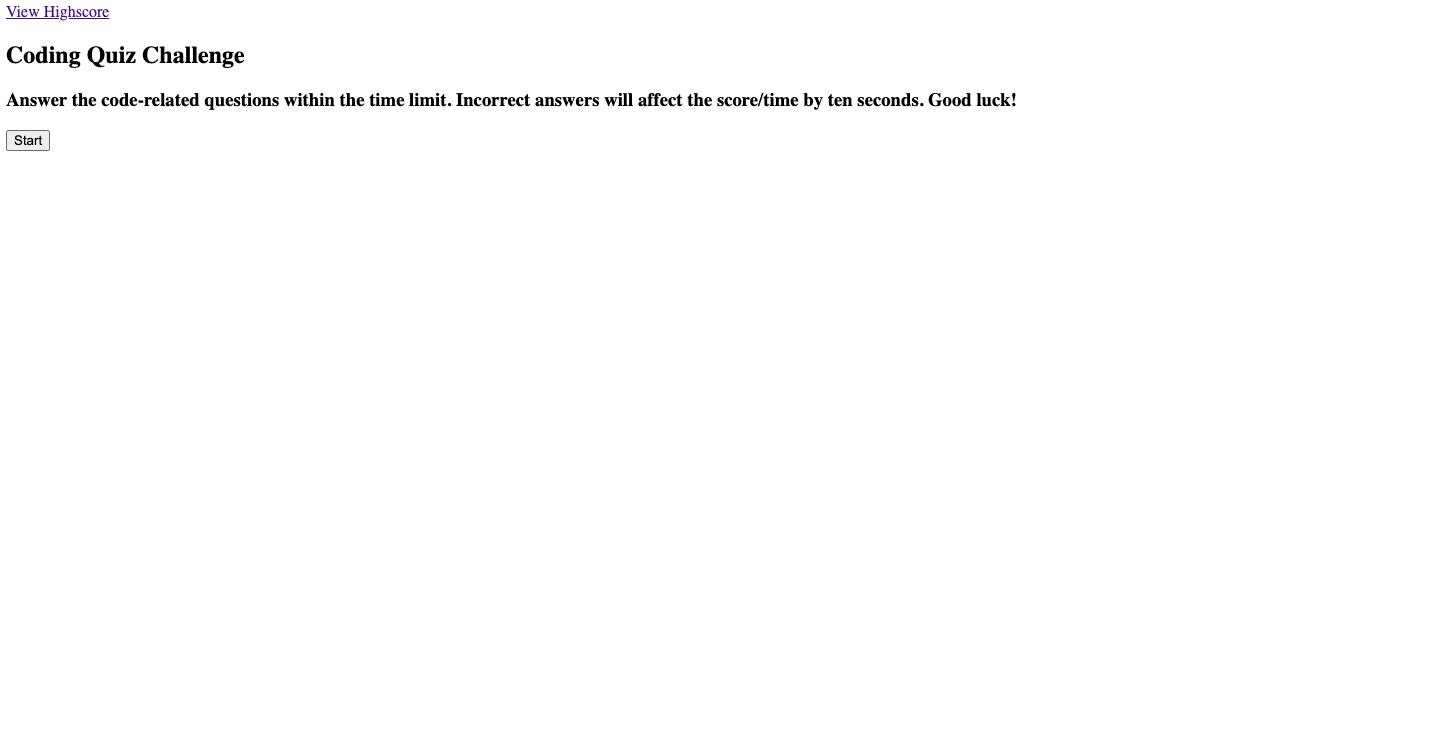 View Highscore
Coding Quiz Challenge
Answer the code-related questions within the time limit. Incorrect answers will affect the score/time by ten seconds. Good luck!
Start